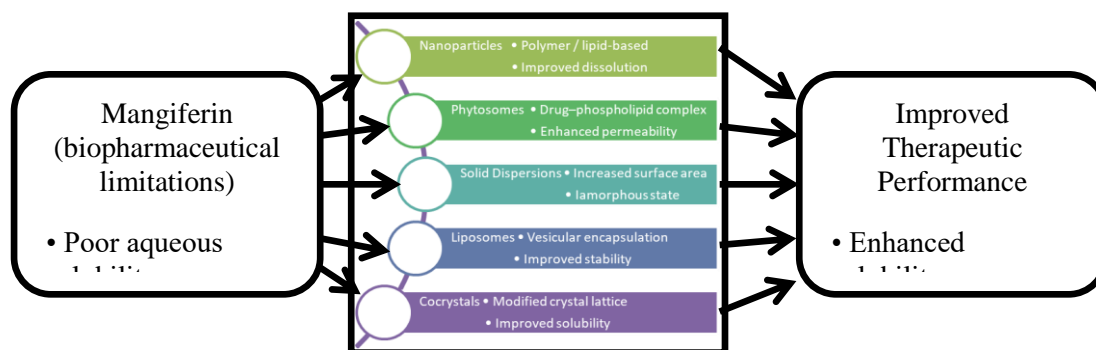 Mangiferin
(biopharmaceutical
limitations)
• Poor aqueous
Nanoparticles • Polymer / lipid-based
• Improved dissolution
Phytosomes • Drug–phospholipid complex
• Enhanced permeability
Solid Dispersions • Increased surface area
• Iamorphous state
Liposomes • Vesicular encapsulation
• Improved stability
Cocrystals • Modified crystal lattice
• Improved solubility
Improved
Therapeutic
Performance
• Enhanced